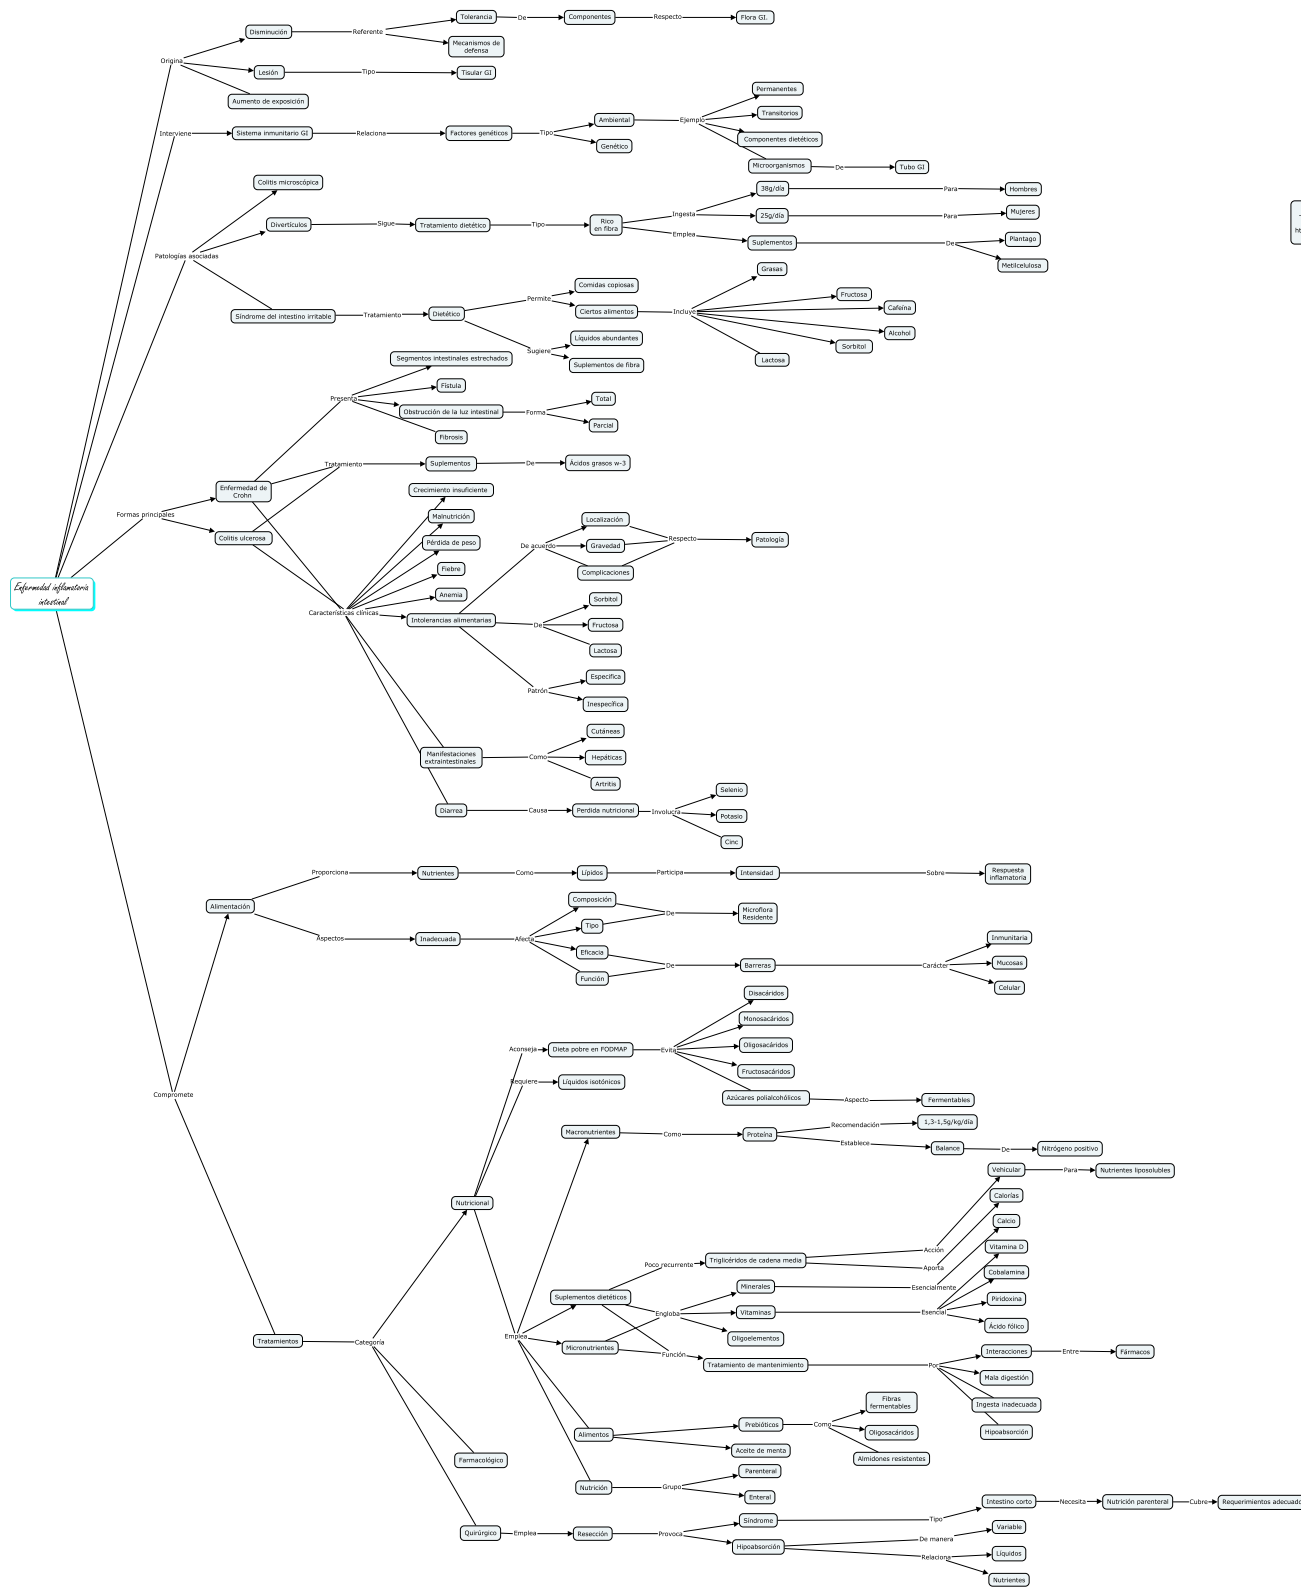 Tolerancia
De
Componentes
Respecto
Flora GI.
Disminución
Referente
Mecanismos de
defensa
Origina
Lesión
Tipo
Tisular GI
Aumento de exposición
Permanentes
Transitorios
Ambiental
Ejemplo
Interviene
Sistema inmunitario GI
Relaciona
Factores genéticos
Tipo
Componentes dietéticos
Genético
Microorganismos
De
Tubo GI
Colitis microscópica
38g/día
Para
Hombres
Ingesta
25g/día
Para
Mujeres
Divertículos
Sigue
Tratamiento dietético
Tipo
Rico
en fibra
Emplea
Suplementos
De
Plantago
Metilcelulosa
Patologías asociadas
Grasas
Comidas copiosas
Fructosa
Permite
Ciertos alimentos
Incluye
Cafeína
Síndrome del intestino irritable
Tratamiento
Dietético
Alcohol
Sorbitol
Líquidos abundantes
Sugiere
Lactosa
Suplementos de fibra
Segmentos intestinales estrechados
Fístula
Presenta
Total
Obstrucción de la luz intestinal
Forma
Parcial
Fibrosis
Tratamiento
Suplementos
De
Ácidos grasos w-3
Enfermedad de
Crohn
Formas principales
Colitis ulcerosa
Crecimiento insuficiente
Malnutrición
Localización
Pérdida de peso
De acuerdo
Gravedad
Respecto
Patología
Fiebre
Complicaciones
Anemia
Enfermedad inflamatoria
intestinal
Sorbitol
Características clínicas
Intolerancias alimentarias
De
Fructosa
Lactosa
Especifica
Patrón
Inespecífica
Cutáneas
Manifestaciones
extraintestinales
Como
Hepáticas
Artritis
Selenio
Diarrea
Causa
Perdida nutricional
Involucra
Potasio
Cinc
Proporciona
Nutrientes
Como
Lípidos
Participa
Intensidad
Sobre
Respuesta
inflamatoria
Alimentación
Composición
Tipo
De
Microflora
Residente
Aspectos
Inadecuada
Afecta
Eficacia
Función
De
Barreras
Carácter
Inmunitaria
Mucosas
Celular
Disacáridos
Monosacáridos
Aconseja
Dieta pobre en FODMAP
Evita
Oligosacáridos
Fructosacáridos
Requiere
Líquidos isotónicos
Azúcares polialcohólicos
Aspecto
Fermentables
Compromete
Macronutrientes
Como
Proteína
Recomendación
1,3-1,5g/kg/día
Establece
Balance
De
Nitrógeno positivo
Vehicular
Para
Nutrientes liposolubles
Nutricional
Calorías
Calcio
Acción
Vitamina D
Poco recurrente
Triglicéridos de cadena media
Aporta
Cobalamina
Suplementos dietéticos
Minerales
Esencialmente
Piridoxina
Engloba
Vitaminas
Esencial
Ácido fólico
Oligoelementos
Emplea
Micronutrientes
Función
Tratamiento de mantenimiento
Por
Interacciones
Entre
Fármacos
Mala digestión
Ingesta inadecuada
Hipoabsorción
Tratamientos
Categoría
Fibras
fermentables
Prebióticos
Como
Alimentos
Oligosacáridos
Aceite de menta
Almidones resistentes
Farmacológico
Parenteral
Nutrición
Grupo
Enteral
Intestino corto
Necesita
Nutrición parenteral
Cubre
Requerimientos adecuado
Síndrome
Tipo
Quirúrgico
Emplea
Resección
Provoca
Variable
De manera
Hipoabsorción
Líquidos
Relaciona
Nutrientes